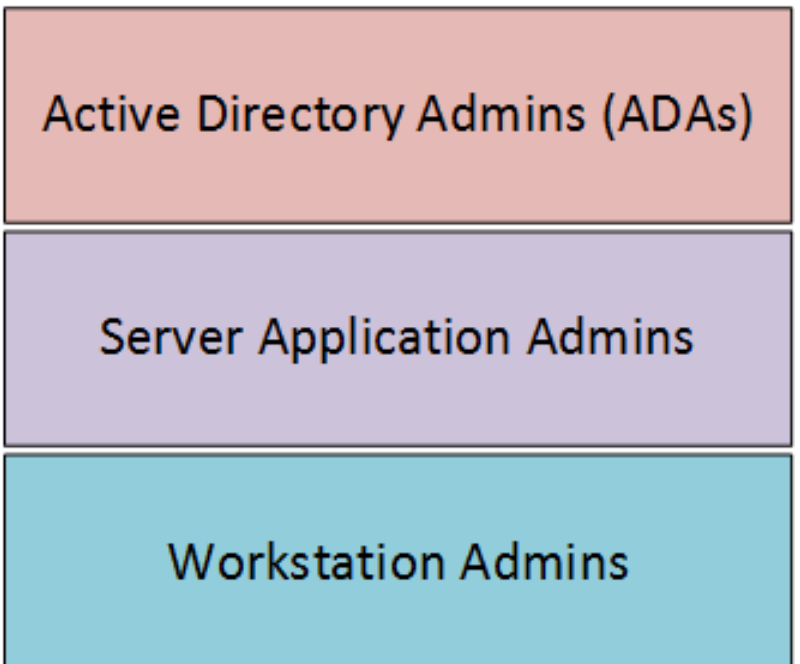 Active Directory Admins (ADAs)
Server Application Admins
Workstation Admins